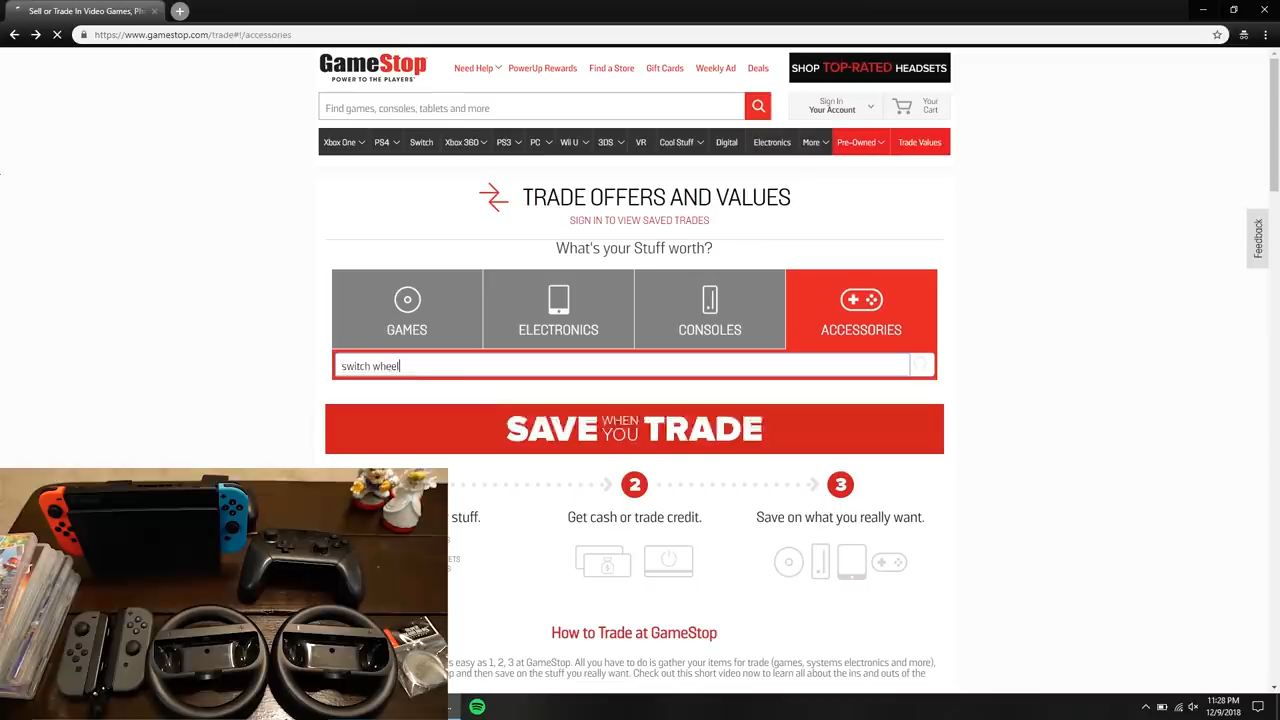 Sell or Trade In Video G
https://www.gamestop.com/trade#!/accessories
GameStop
POWER TO THE PLAYERS
Need Help PowerUp Rewards Find a Store Gift Cards Weekly Ad Deals
SHOP TOP-RATED HEADSETS
Find games, consoles, tablets and more
Sign In
Your Account
Your
Cart
Xbox One PS4 Switch Xbox 360 PS3 PC Wii U 3DS VR Cool Stuff Digital Electronics More Pre-Owned Trade Values
TRADE OFFERS AND VALUES
SIGN IN TO VIEW SAVED TRADES
What's your Stuff worth?
Feedback
GAMES ELECTRONICS CONSOLES ACCESSORIES
switch wheel
SAVE WHEN YOU TRADE
2 3
stuff. Get cash or trade credit. Save on what you really want.
ETS
How to Trade at GameStop
s easy as 1, 2, 3 at GameStop. All you have to do is gather your items for trade (games, systems electronics and more),
p and then save on the stuff you really want. Check out this short video now to learn all about the ins and outs of the
11:28 PM
12/9/2018